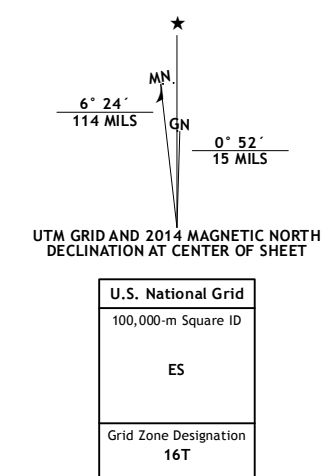 ★
MN
6° 24´
114 MILS
GN
0° 52´
15 MILS
UTM GRID AND 2014 MAGNETIC NORTH
DECLINATION AT CENTER OF SHEET
U.S. National Grid
100,000-m Square ID
ES
Grid Zone Designation
16T